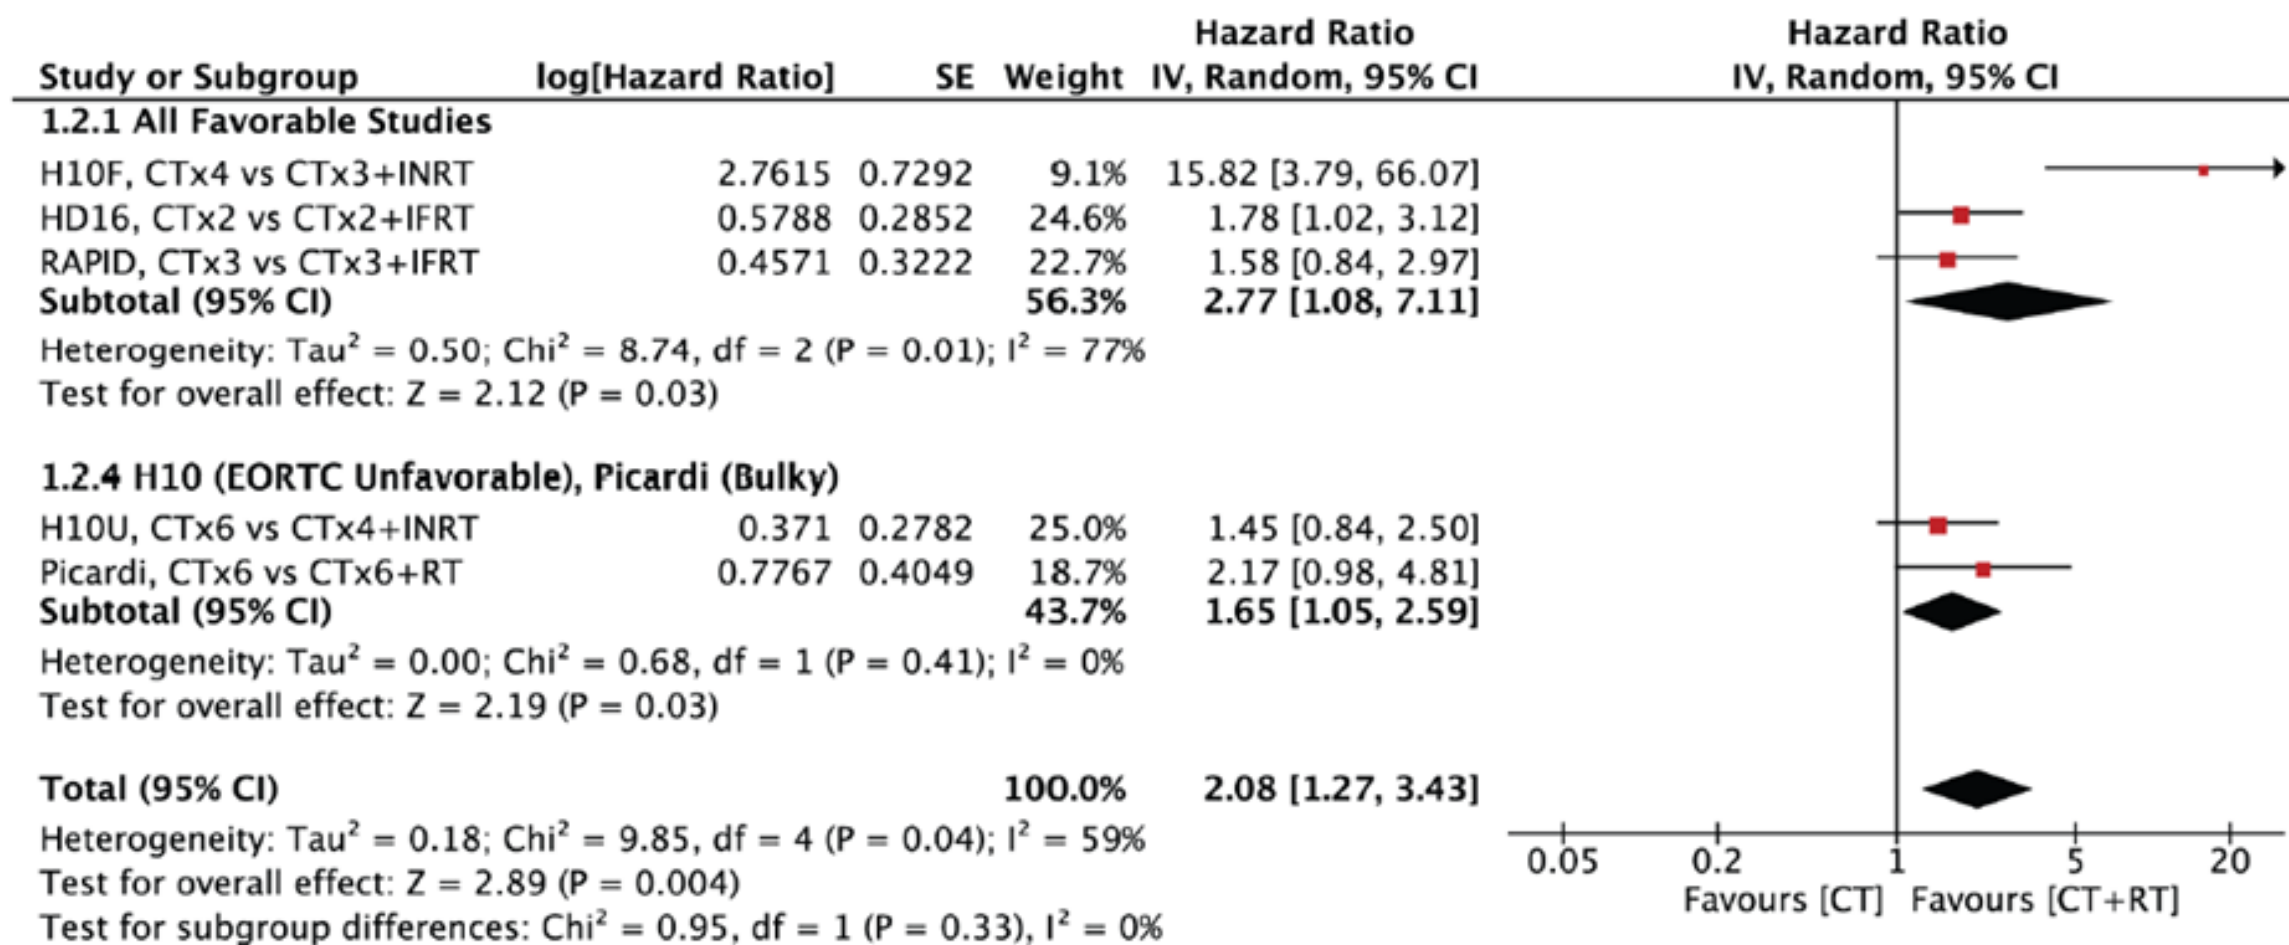 Hazard Ratio Hazard Ratio
Study or Subgroup log[Hazard Ratio] SE Weight IV, Random, 95% CI IV, Random, 95% CI
1.2.1 All Favorable Studies
H10F, CTx4 vs CTx3+INRT 2.7615 0.7292 9.1% 15.82 [3.79, 66.07]
HD16, CTx2 vs CTx2+IFRT 0.5788 0.2852 24.6% 1.78 [1.02, 3.12]
RAPID, CTx3 vs CTx3+IFRT 0.4571 0.3222 22.7% 1.58 [0.84, 2.97]
Subtotal (95% CI) 56.3% 2.77 [1.08, 7.11]
Heterogeneity: Tau² = 0.50; Chi² = 8.74, df = 2 (P = 0.01); I² = 77%
Test for overall effect: Z = 2.12 (P = 0.03)
1.2.4 H10 (EORTC Unfavorable), Picardi (Bulky)
H10U, CTx6 vs CTx4+INRT 0.371 0.2782 25.0% 1.45 [0.84, 2.50]
Picardi, CTx6 vs CTx6+RT 0.7767 0.4049 18.7% 2.17 [0.98, 4.81]
Subtotal (95% CI) 43.7% 1.65 [1.05, 2.59]
Heterogeneity: Tau² = 0.00; Chi² = 0.68, df = 1 (P = 0.41); I² = 0%
Test for overall effect: Z = 2.19 (P = 0.03)
Total (95% CI) 100.0% 2.08 [1.27, 3.43]
Heterogeneity: Tau² = 0.18; Chi² = 9.85, df = 4 (P = 0.04); I² = 59%
0.05 0.2 1 5 20
Test for overall effect: Z = 2.89 (P = 0.004)
Favours [CT] Favours [CT+RT]
Test for subgroup differences: Chi² = 0.95, df = 1 (P = 0.33), I² = 0%